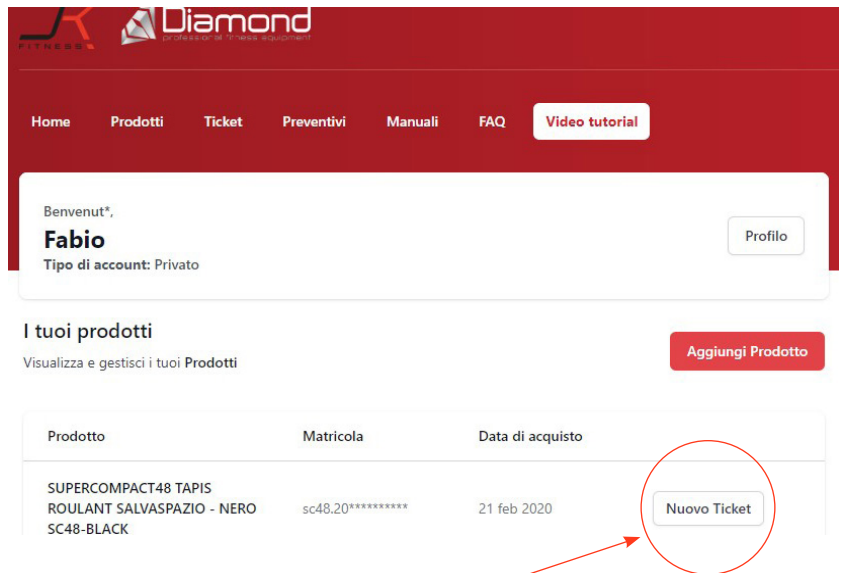 JK Diamond
FITNESS professional fitness equipment
Home Prodotti Ticket Preventivi Manuali FAQ Video tutorial
Benvenut*,
Fabio
Profilo
Tipo di account: Privato
I tuoi prodotti
Visualizza e gestisci i tuoi Prodotti
Aggiungi Prodotto
Prodotto Matricola Data di acquisto
SUPERCOMPACT48 TAPIS
ROULANT SALVASPAZIO - NERO
SC48-BLACK
sc48.20********** 21 feb 2020 Nuovo Ticket